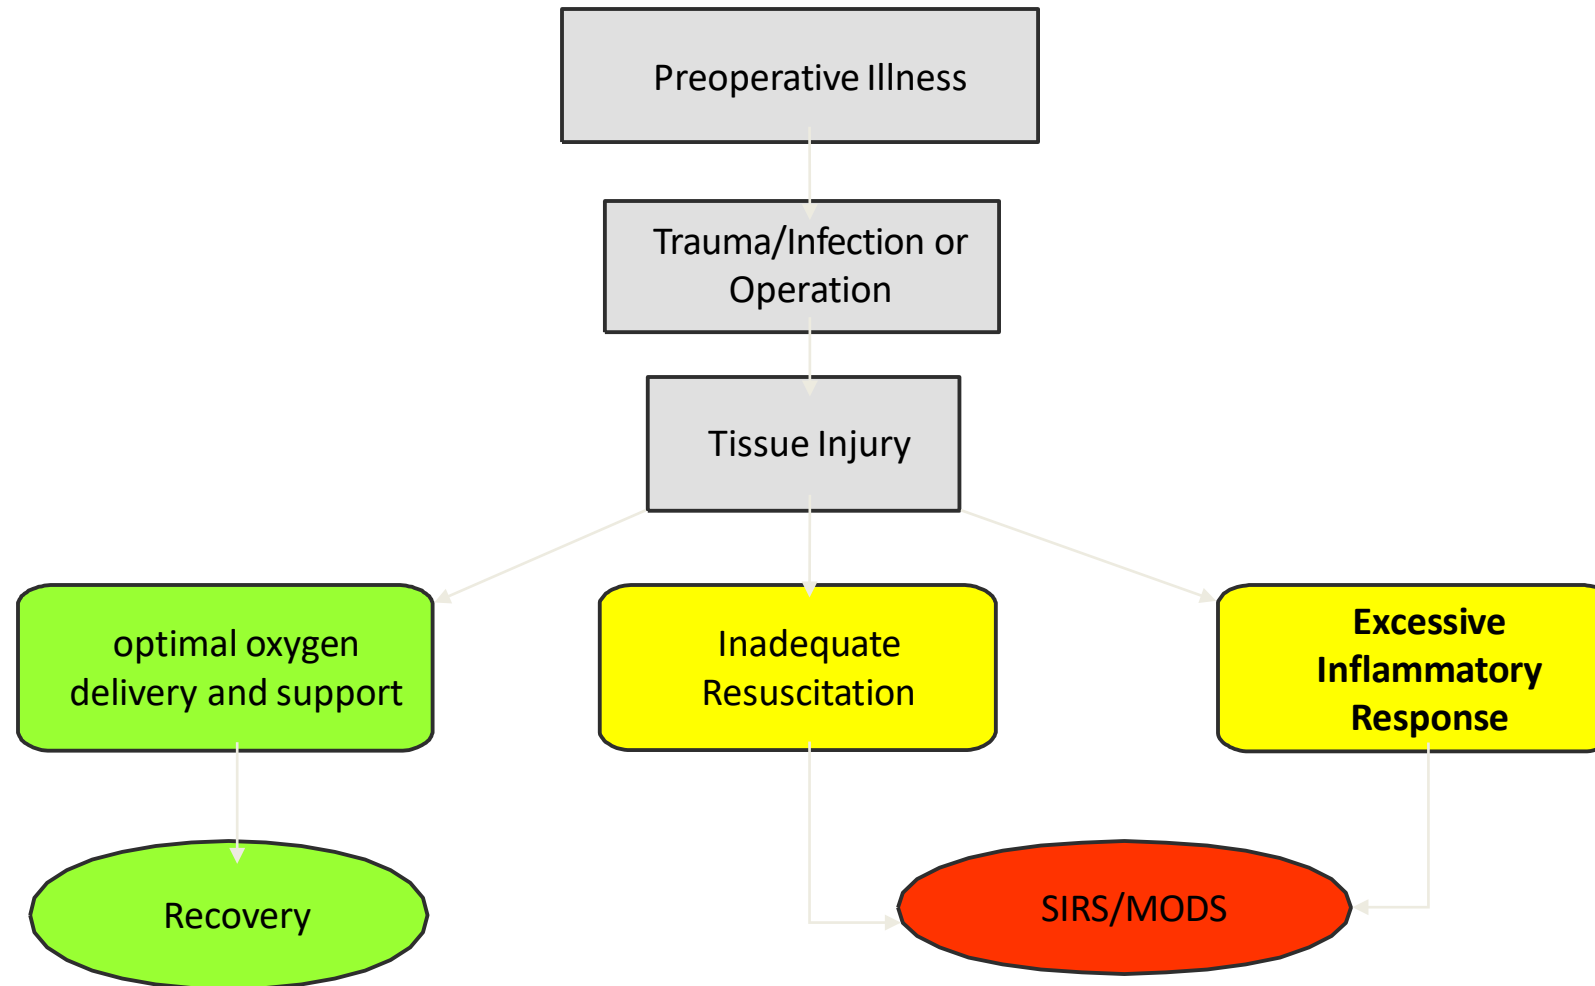 Preoperative Illness
Trauma/Infection or
Operation
Tissue Injury
optimal oxygen
delivery and support
Inadequate
Resuscitation
Excessive
Inflammatory
Response
Recovery
SIRS/MODS